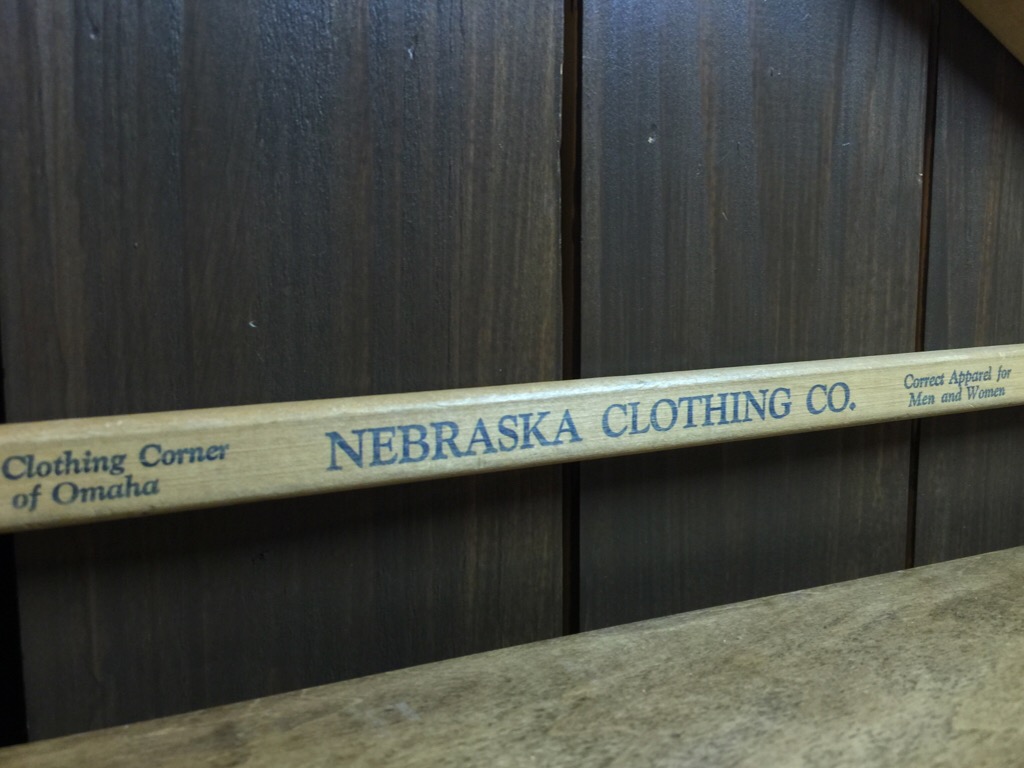 Clothing Corner
of Omaha
NEBRASKA CLOTHING CO.
Correct Apparel for
Men and Women